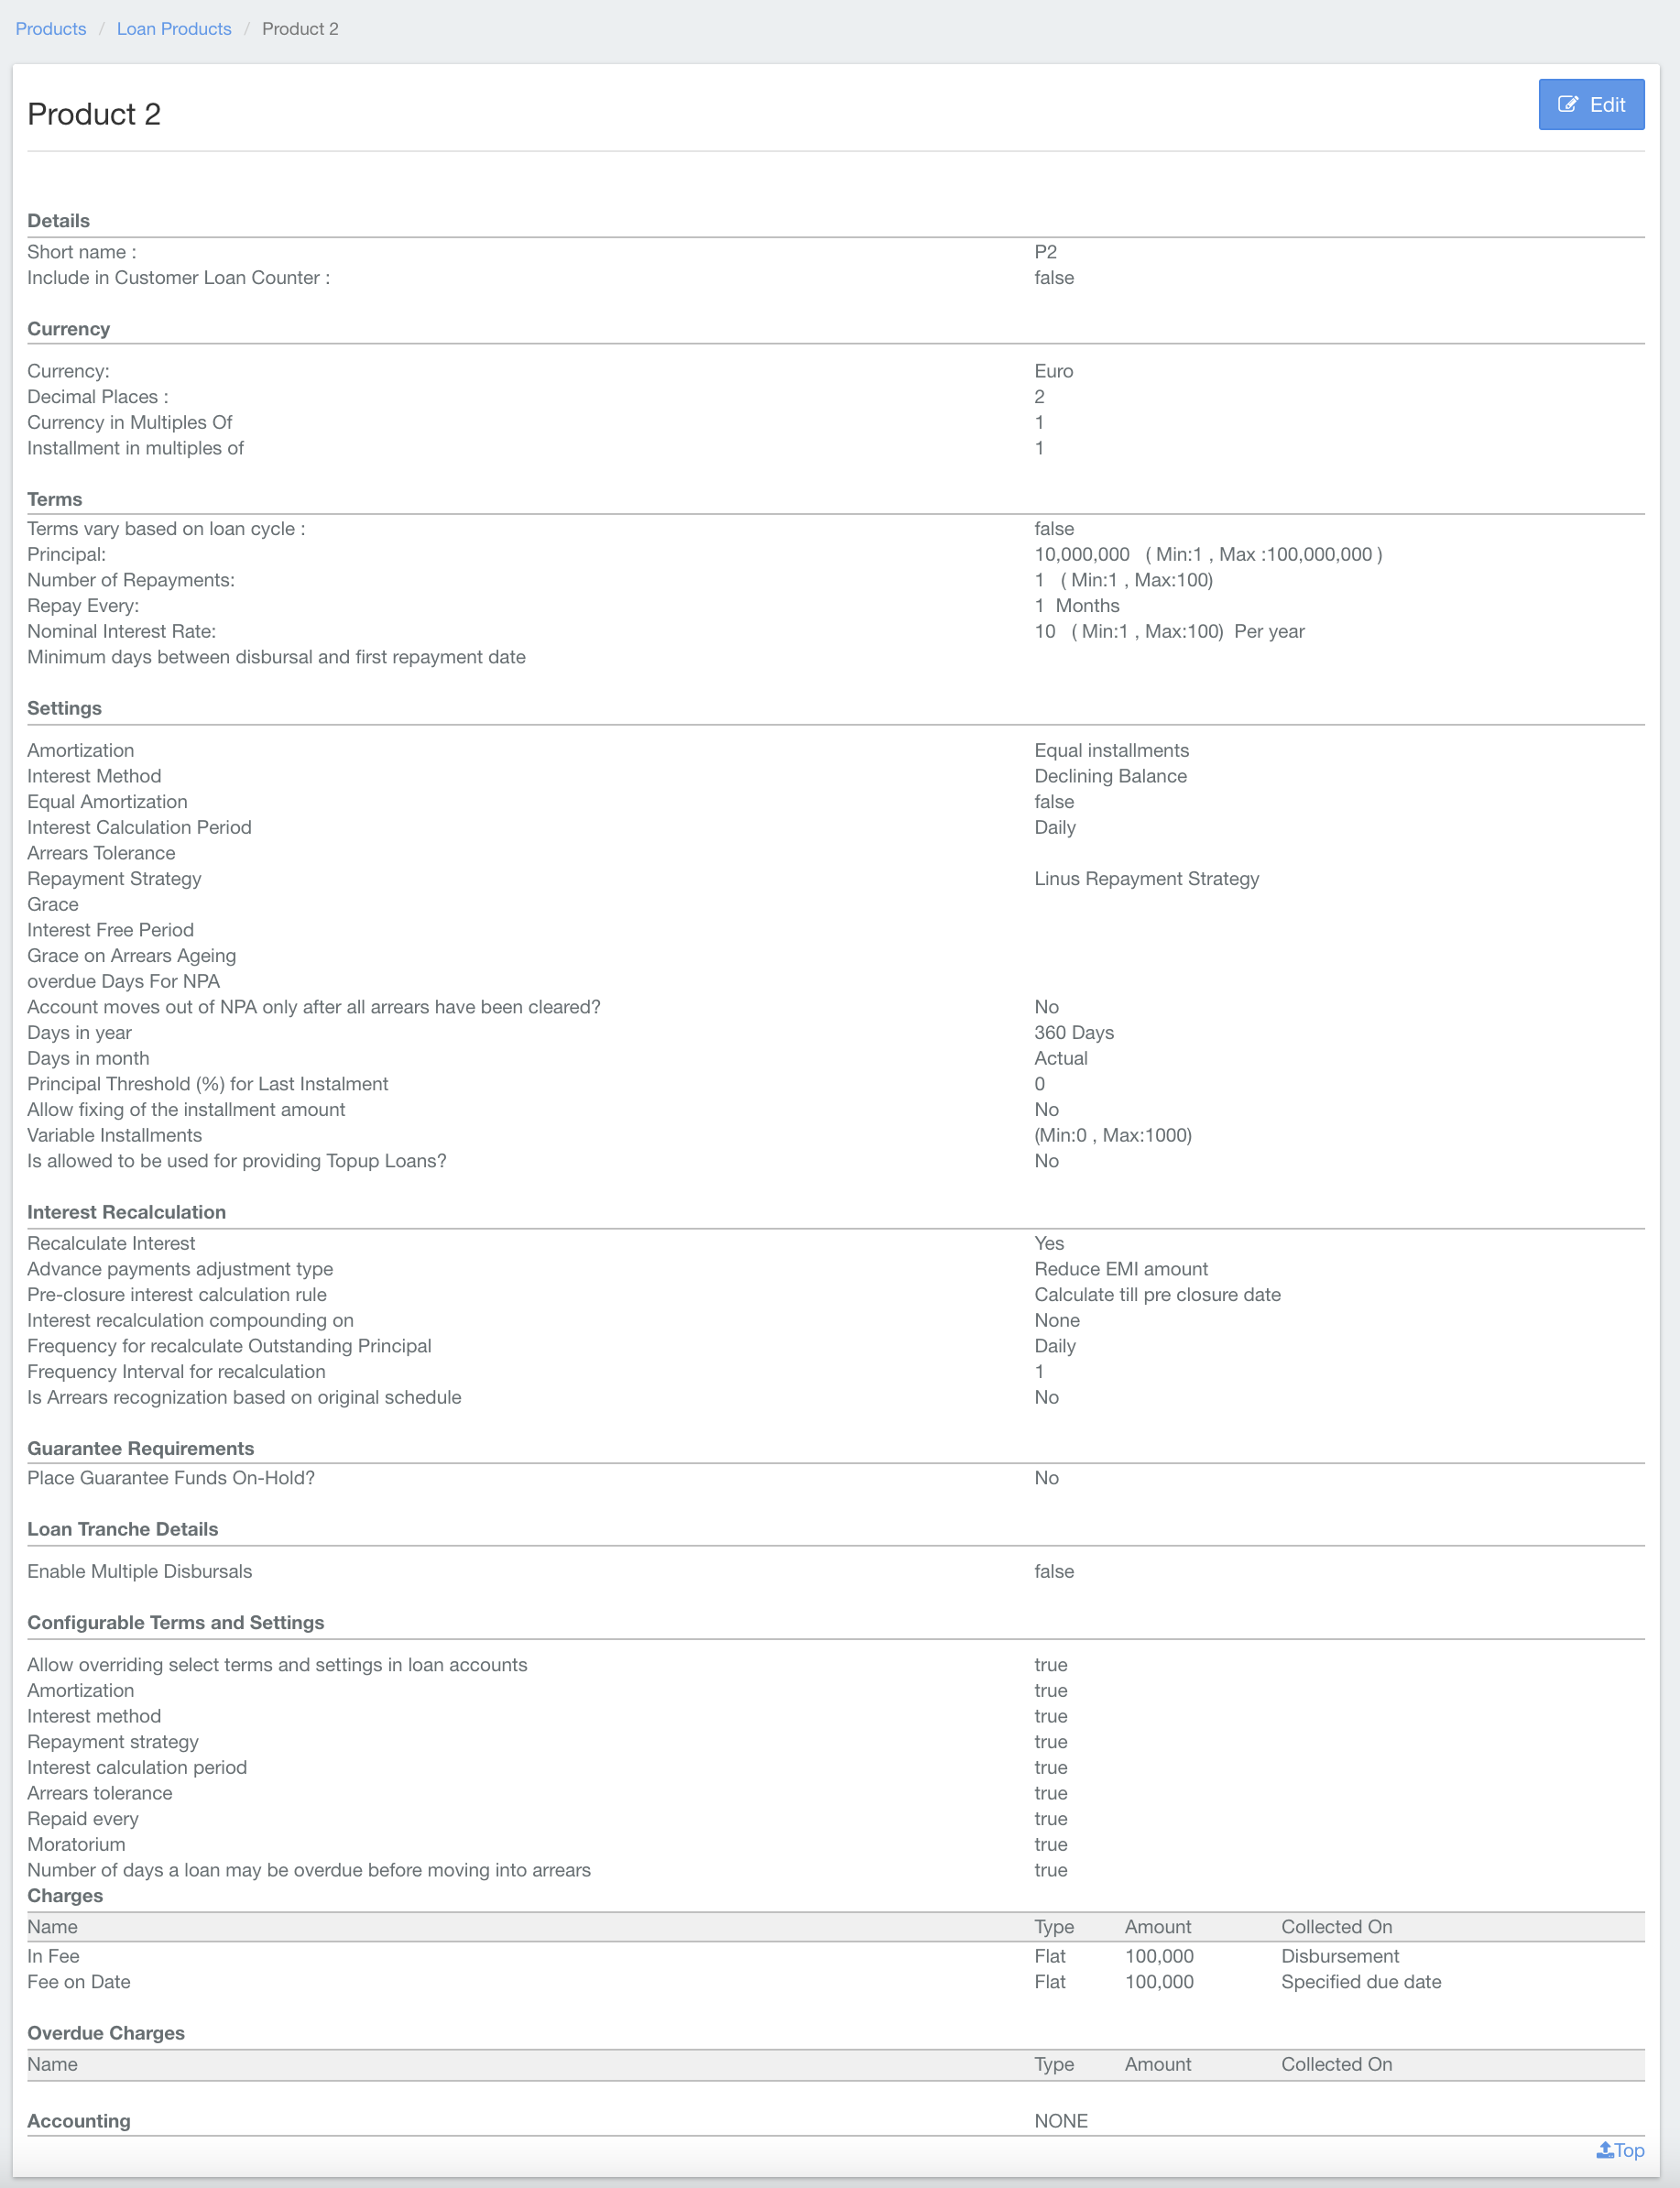 Products / Loan Products / Product 2
Product 2
Edit
Details
Short name : P2
Include in Customer Loan Counter : false
Currency
Currency: Euro
Decimal Places : 2
Currency in Multiples Of 1
Installment in multiples of 1
Terms
Terms vary based on loan cycle : false
Principal: 10,000,000 ( Min:1 , Max :100,000,000 )
Number of Repayments: 1 ( Min:1 , Max:100)
Repay Every: 1 Months
Nominal Interest Rate: 10 ( Min:1 , Max:100) Per year
Minimum days between disbursal and first repayment date
Settings
Amortization Equal installments
Interest Method Declining Balance
Equal Amortization false
Interest Calculation Period Daily
Arrears Tolerance
Repayment Strategy Linus Repayment Strategy
Grace
Interest Free Period
Grace on Arrears Ageing
overdue Days For NPA
Account moves out of NPA only after all arrears have been cleared? No
Days in year 360 Days
Days in month Actual
Principal Threshold (%) for Last Instalment 0
Allow fixing of the installment amount No
Variable Installments (Min:0 , Max:1000)
Is allowed to be used for providing Topup Loans? No
Interest Recalculation
Recalculate Interest Yes
Advance payments adjustment type Reduce EMI amount
Pre-closure interest calculation rule Calculate till pre closure date
Interest recalculation compounding on None
Frequency for recalculate Outstanding Principal Daily
Frequency Interval for recalculation 1
Is Arrears recognization based on original schedule No
Guarantee Requirements
Place Guarantee Funds On-Hold? No
Loan Tranche Details
Enable Multiple Disbursals false
Configurable Terms and Settings
Allow overriding select terms and settings in loan accounts true
Amortization true
Interest method true
Repayment strategy true
Interest calculation period true
Arrears tolerance true
Repaid every true
Moratorium true
Number of days a loan may be overdue before moving into arrears true
Charges
Name Type Amount Collected On
In Fee Flat 100,000 Disbursement
Fee on Date Flat 100,000 Specified due date
Overdue Charges
Name Type Amount Collected On
Accounting NONE
Top